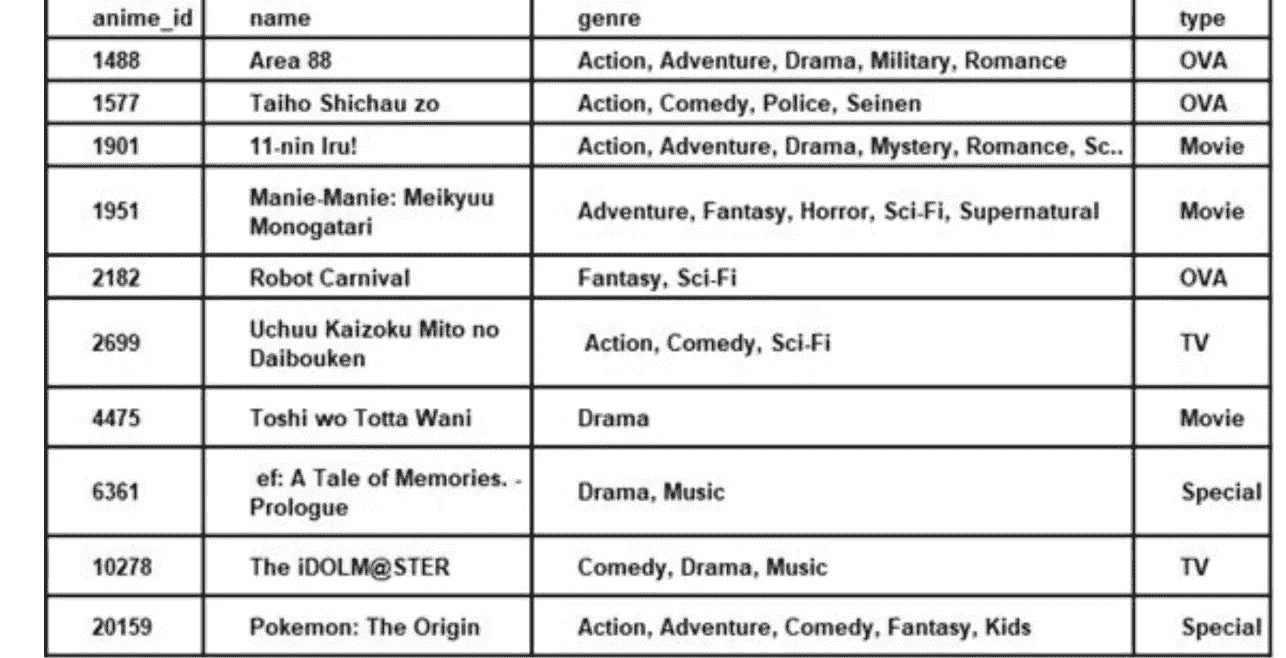 anime_id name genre type
1488 Area 88 Action, Adventure, Drama, Military, Romance OVA
1577 Taiho Shichau zo Action, Comedy, Police, Seinen OVA
1901 11-nin Iru! Action, Adventure, Drama, Mystery, Romance, Sc.. Movie
Manie-Manie: Meikyuu
1951 Adventure, Fantasy, Horror, Sci-Fi, Supernatural Movie
Monogatari
2182 Robot Carnival Fantasy, Sci-Fi OVA
Uchuu Kaizoku Mito no
2699 Action, Comedy, Sci-Fi TV
Daibouken
4475 Toshi wo Totta Wani Drama Movie
ef: A Tale of Memories. -
6361 Drama, Music Special
Prologue
10278 The iDOLM@STER Comedy, Drama, Music TV
20159 Pokemon: The Origin Action, Adventure, Comedy, Fantasy, Kids Special